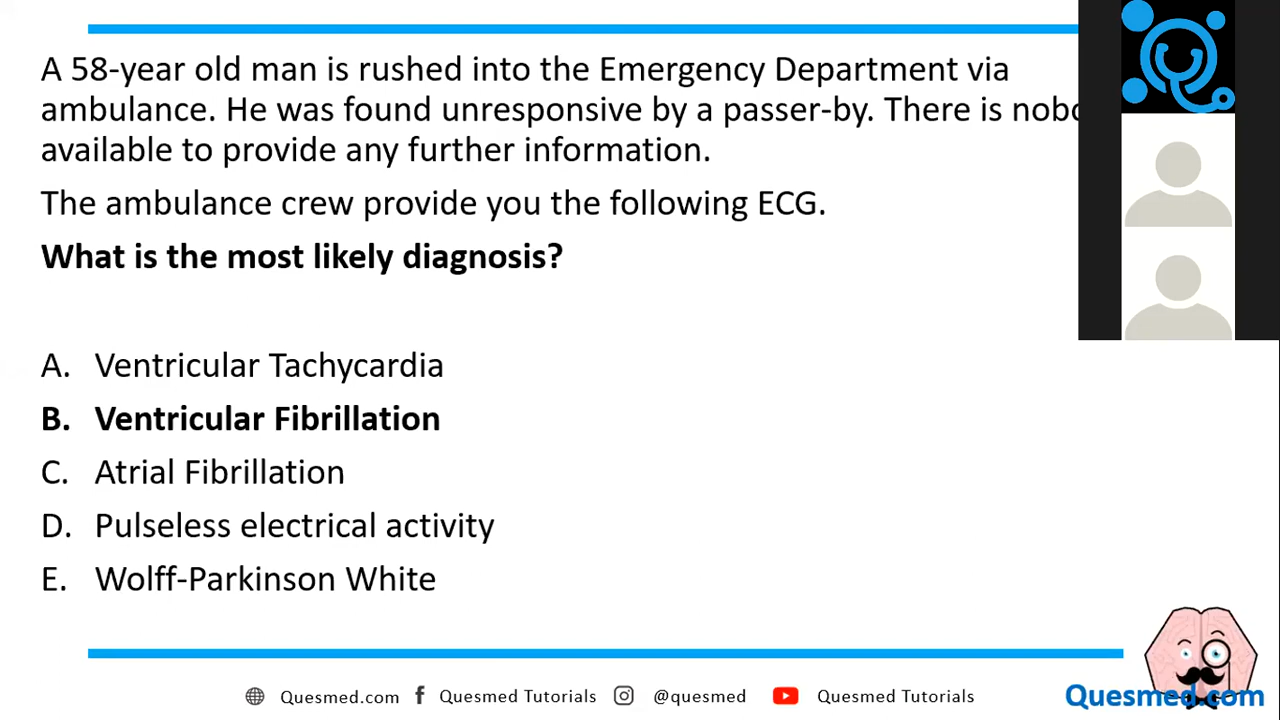 A 58-year old man is rushed into the Emergency Department via
ambulance. He was found unresponsive by a passer-by. There is
available to provide any further information.
The ambulance crew provide you the following ECG.
What is the most likely diagnosis?
A. Ventricular Tachycardia
B. Ventricular Fibrillation
C. Atrial Fibrillation
D. Pulseless electrical activity
E. Wolff-Parkinson White
Quesmed.com f Quesmed Tutorials @quesmed Quesmed Tutorials
Quesmed.com